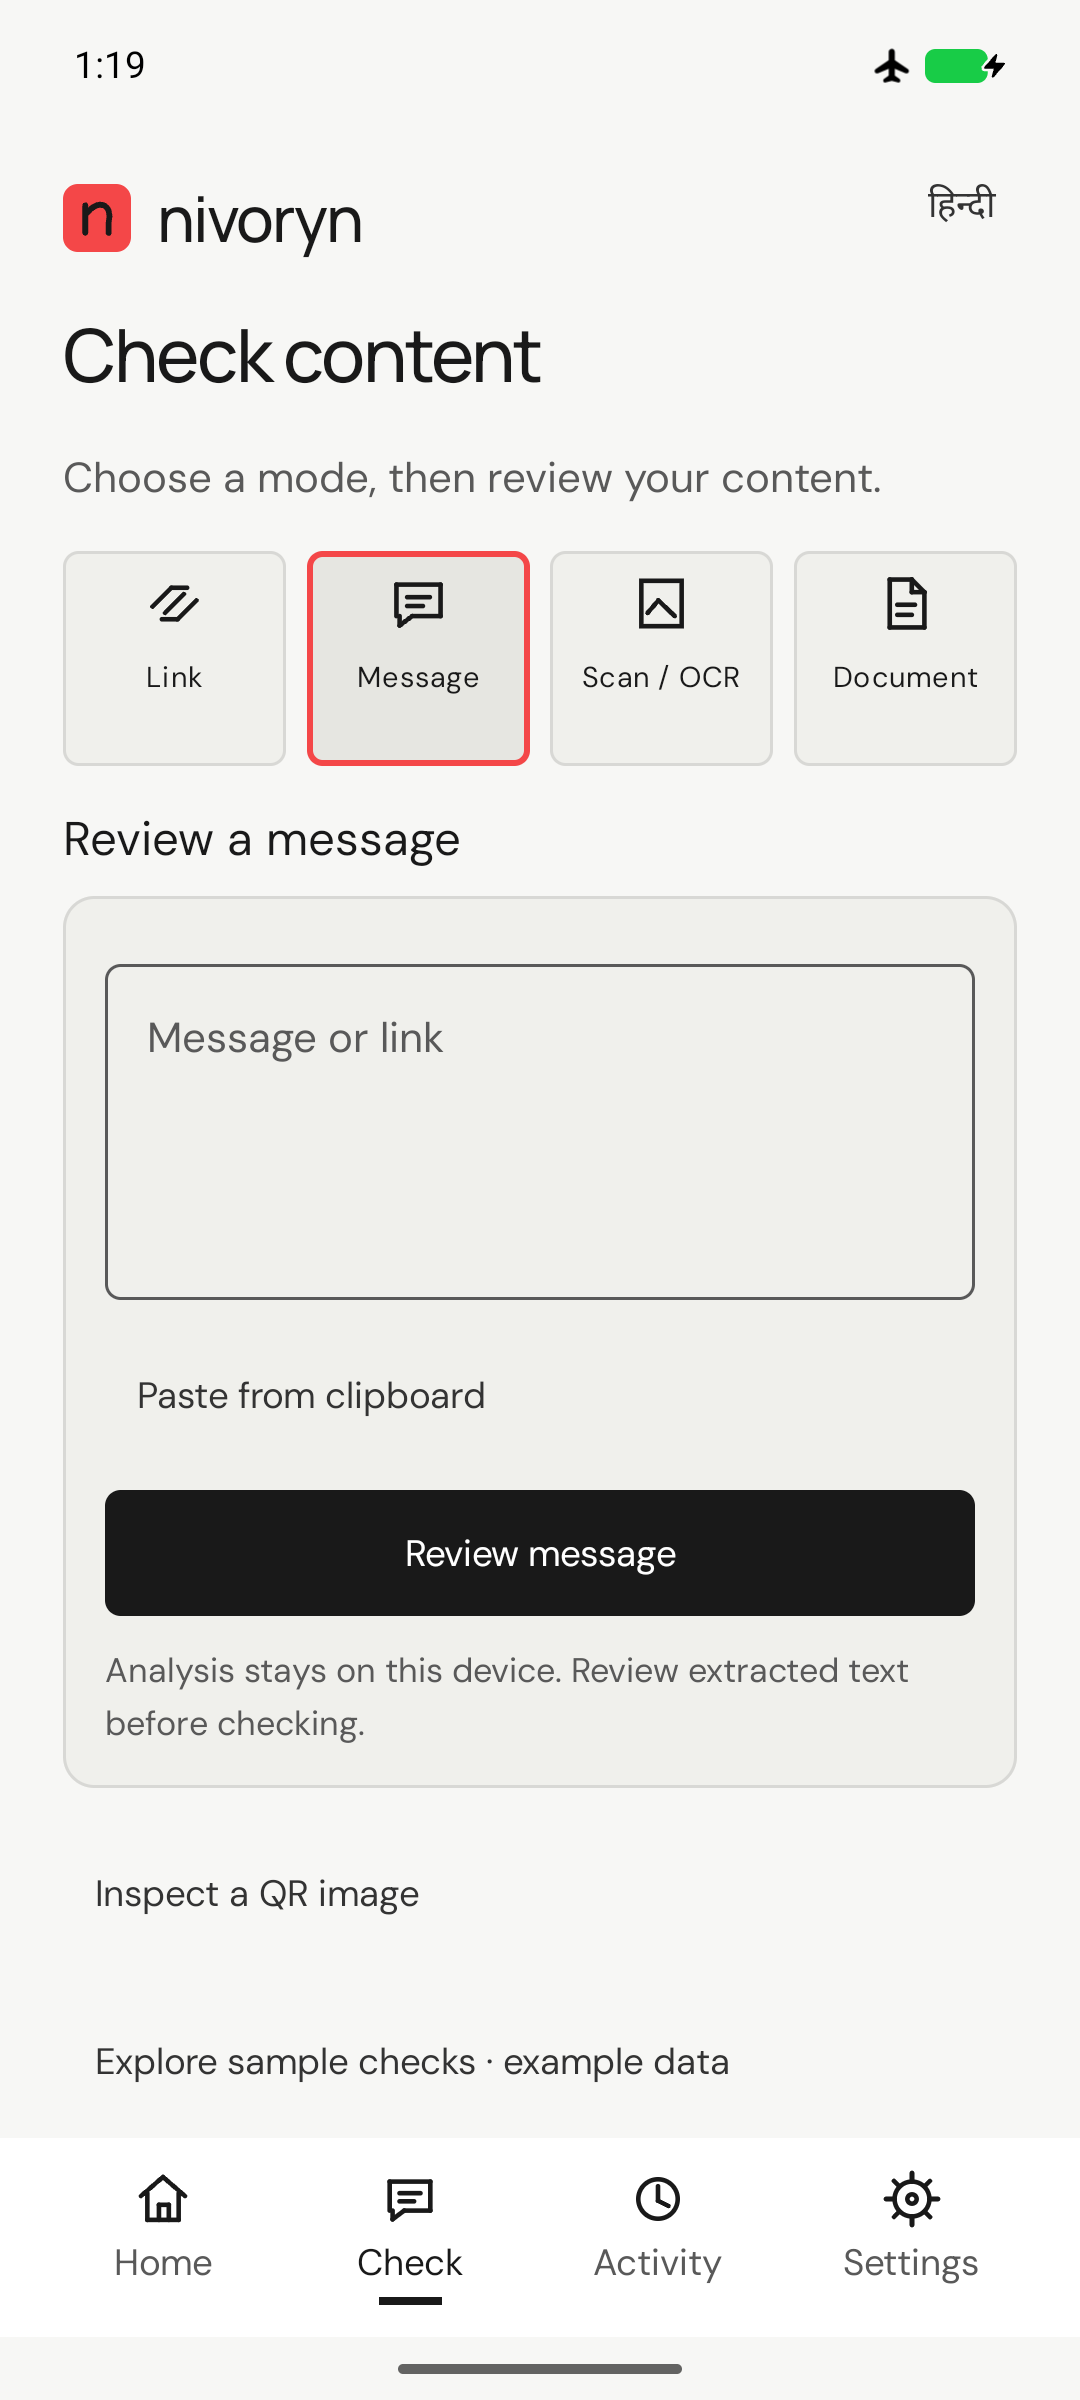 1:19
n nivoryn
हिन्दी
Check content
Choose a mode, then review your content.
Link
Message
Scan / OCR
Document
Review a message
Message or link
Paste from clipboard
Review message
Analysis stays on this device. Review extracted text
before checking.
Inspect a QR image
Explore sample checks · example data
Home
Check
Activity
Settings